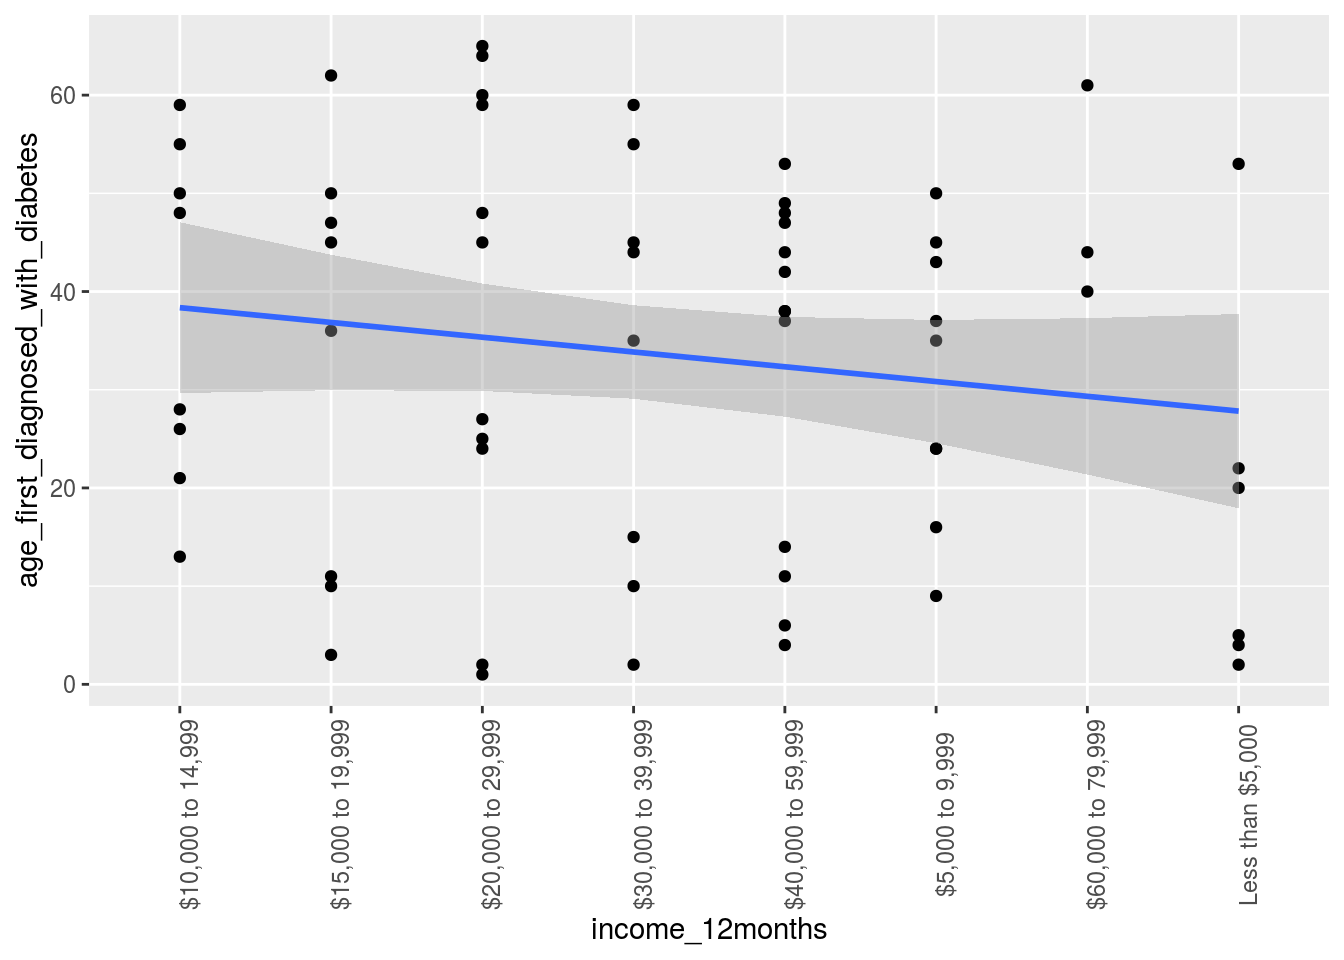 age_first_diagnosed_with_diabetes
60
40
20
0
$10,000 to 14,999
$15,000 to 19,999
$20,000 to 29,999
$30,000 to 39,999
$40,000 to 59,999
$5,000 to 9,999
$60,000 to 79,999
Less than $5,000
income_12months